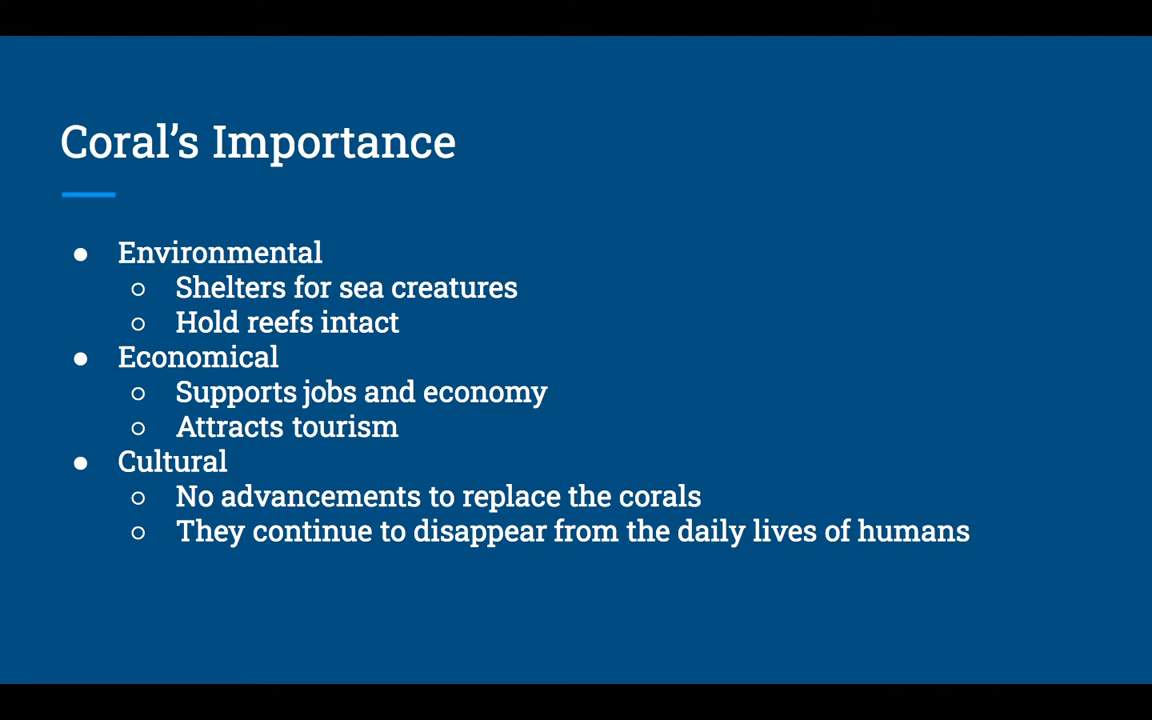 Coral’s Importance
● Environmental
○ Shelters for sea creatures
○ Hold reefs intact
● Economical
○ Supports jobs and economy
○ Attracts tourism
● Cultural
○ No advancements to replace the corals
○ They continue to disappear from the daily lives of humans